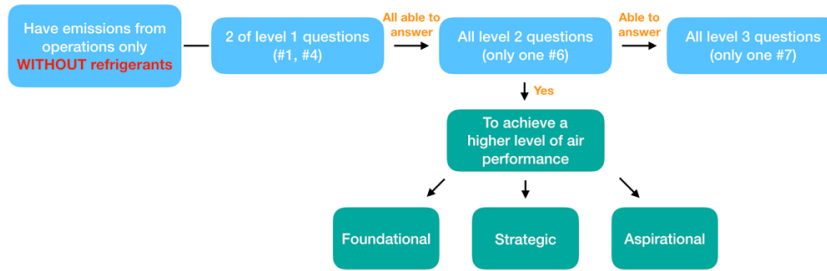 Have emissions from
operations only
WITHOUT refrigerants
2 of level 1 questions
(#1, #4)
All able to
answer
All level 2 questions
(only one #6)
Able to
answer
All level 3 questions
(only one #7)
Yes
To achieve a
higher level of air
performance
Foundational
Strategic
Aspirational